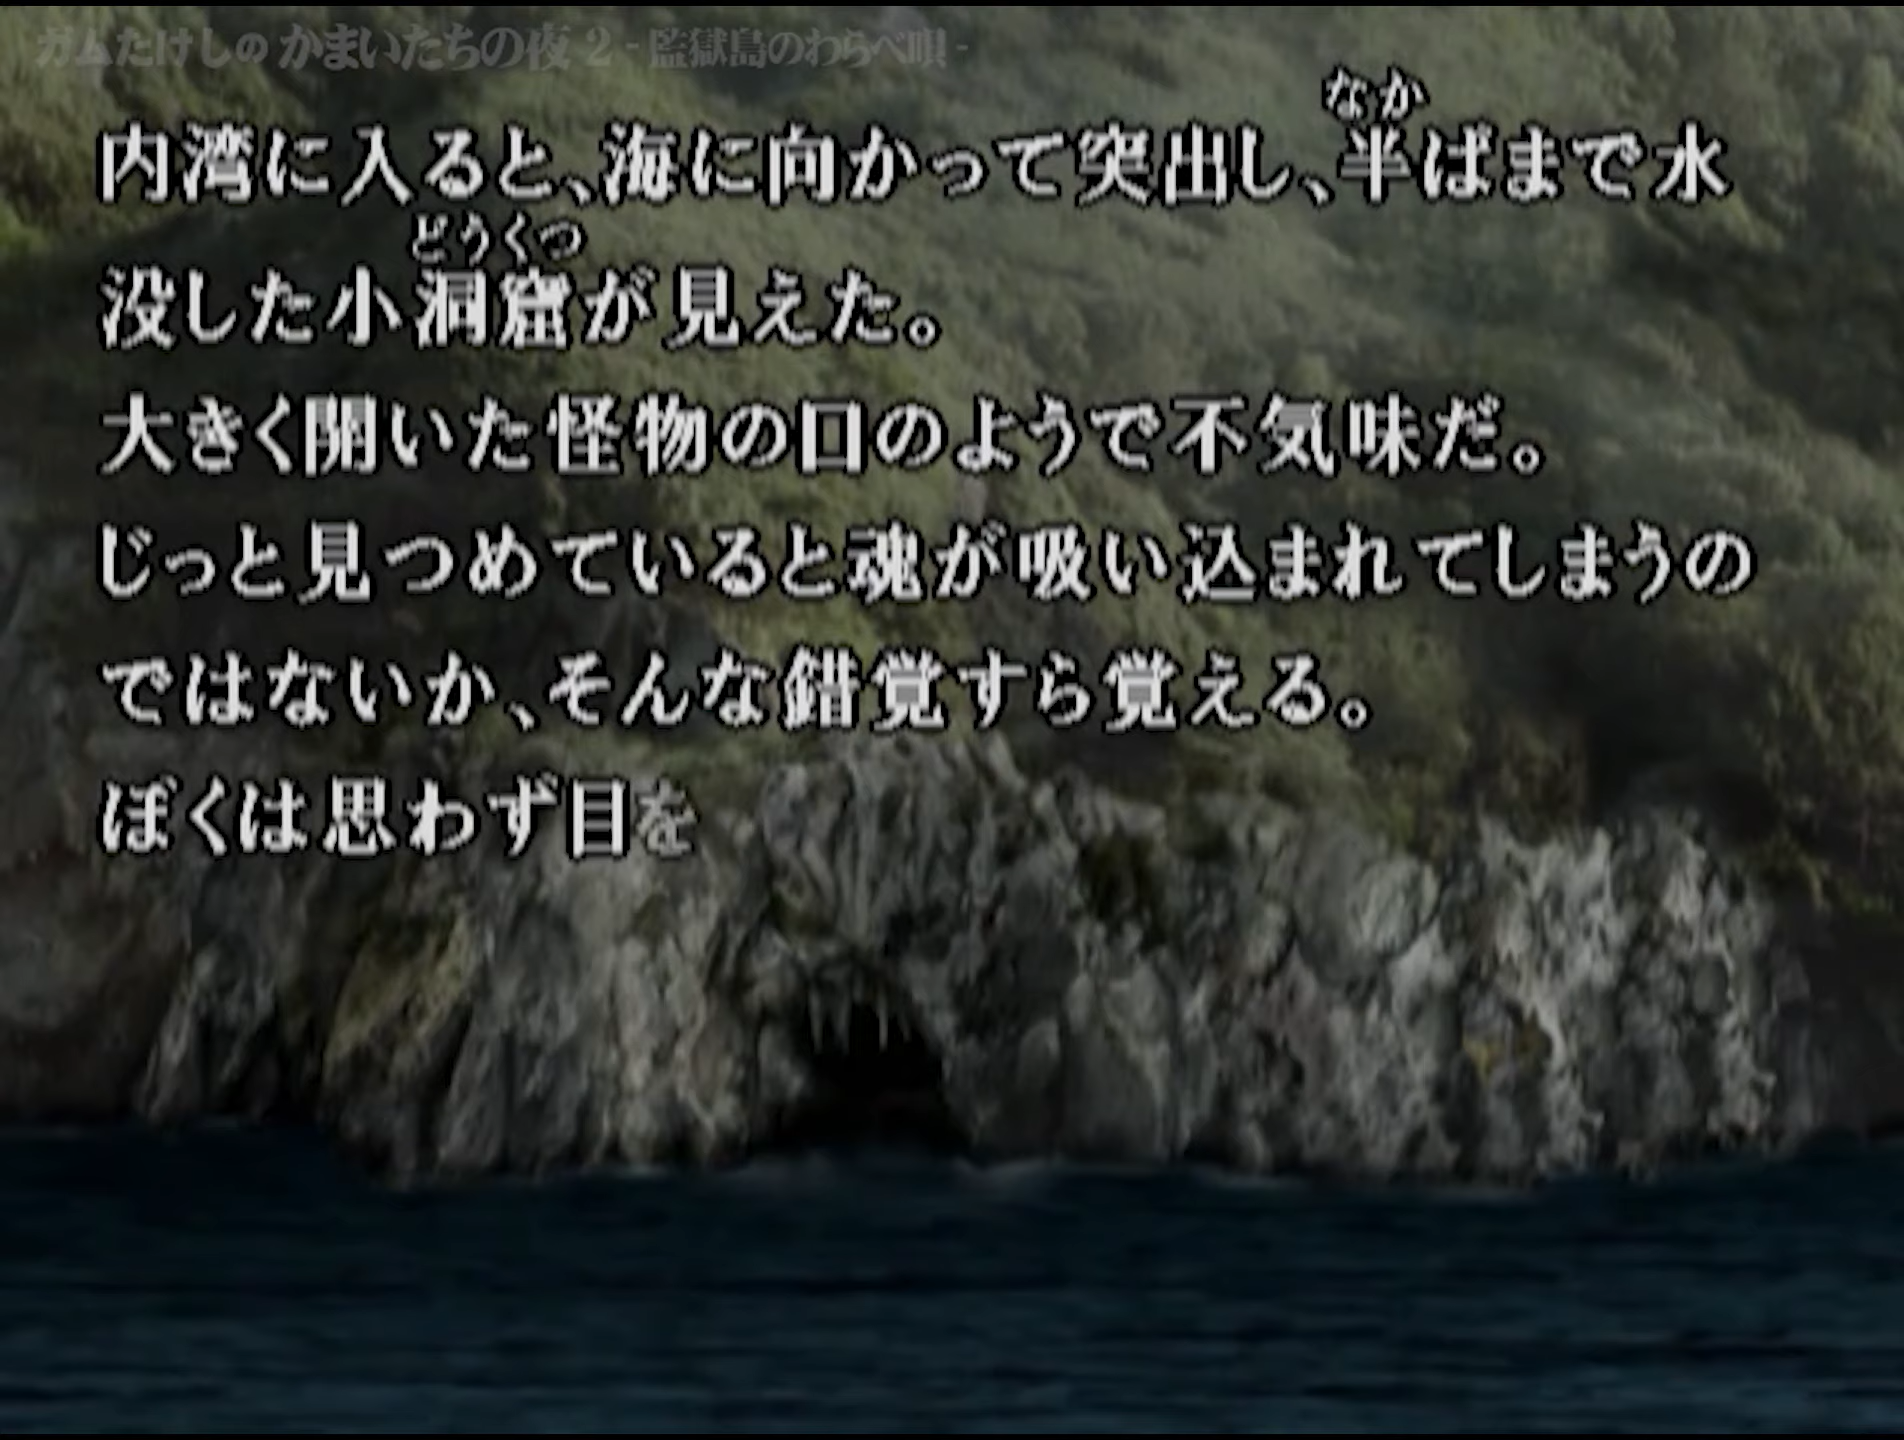 ガムたけしの かまいたちの夜 2 - 監獄島のわらべ唄 -
なか
内湾に入ると、海に向かって突出し、半ばまで水
どうくつ
没した小洞窟が見えた。
大きく開いた怪物の口のようで不気味だ。
じっと見つめていると魂が吸い込まれてしまうの
ではないか、そんな錯覚すら覚える。
ぼくは思わず目を